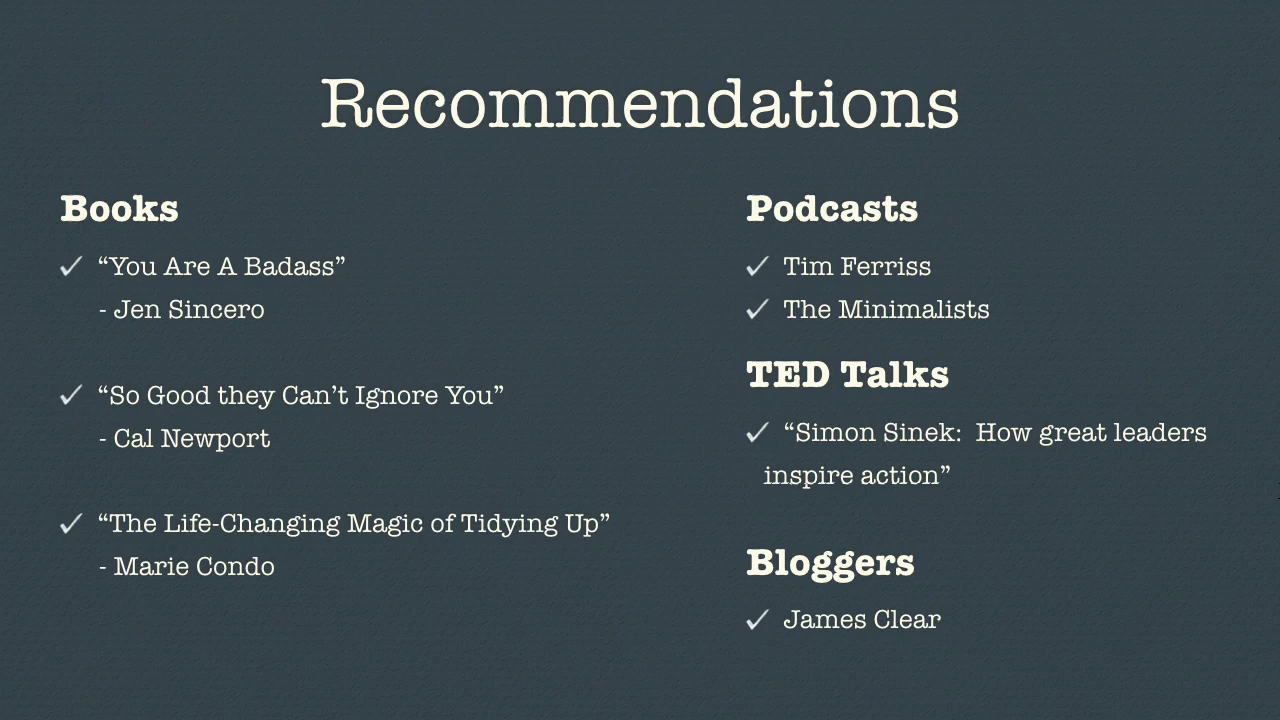 Recommendations
Books
✓ “You Are A Badass”
- Jen Sincero
✓ “So Good they Can’t Ignore You”
- Cal Newport
✓ “The Life-Changing Magic of Tidying Up”
- Marie Condo
Podcasts
✓ Tim Ferriss
✓ The Minimalists
TED Talks
✓ “Simon Sinek:  How great leaders
inspire action”
Bloggers
✓ James Clear